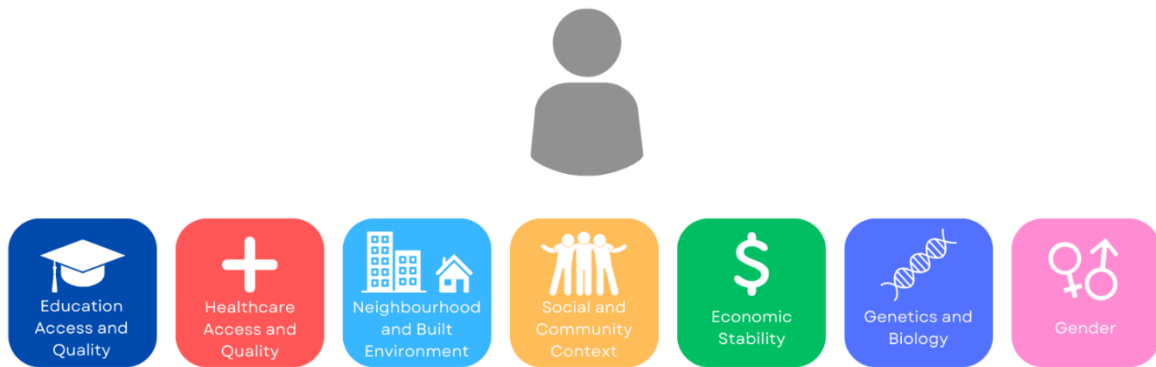 Education
Access and
Quality
Healthcare
Access and
Quality
Neighbourhood
and Built
Environment
Social and
Community
Context
Economic
Stability
Genetics and
Biology
Gender